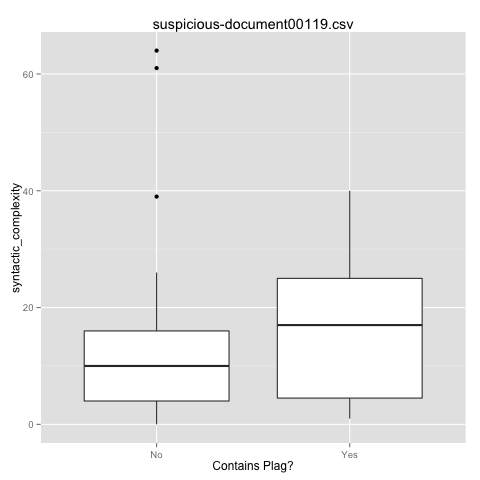 suspicious-document00119.csv
60
40
20
0
syntactic_complexity
No Yes
Contains Plag?